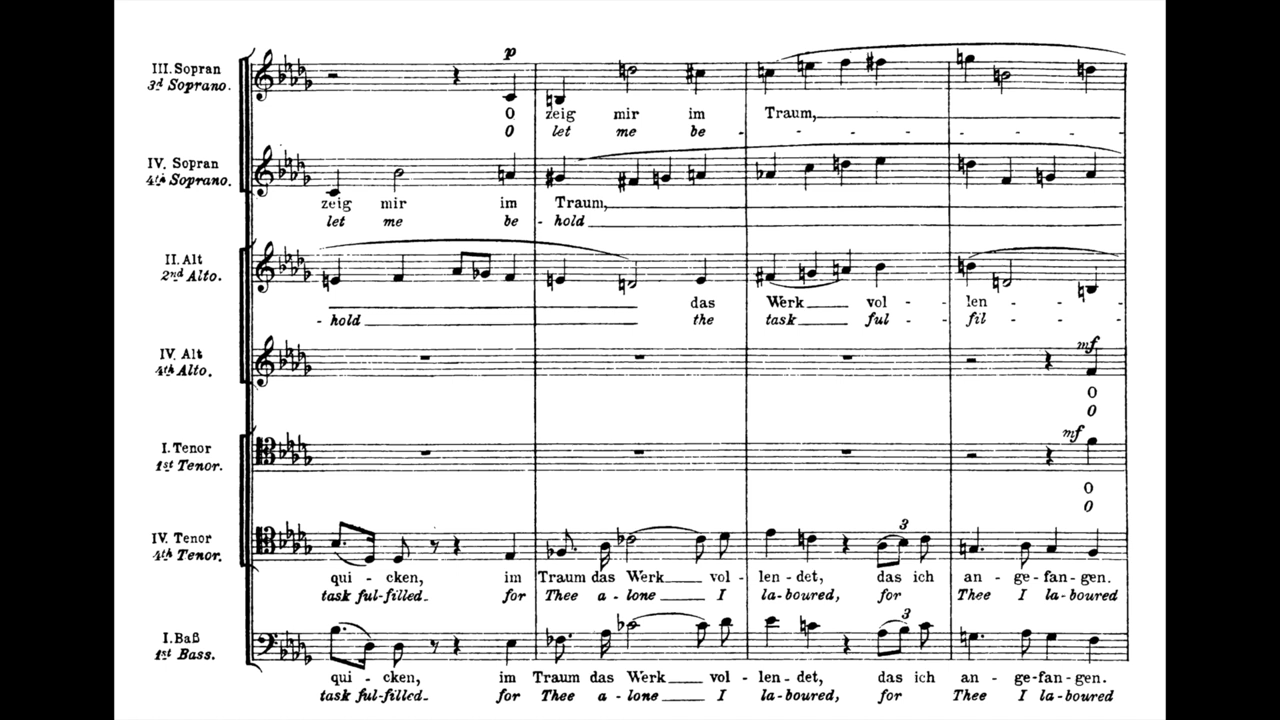 p
III. Sopran
3d Soprano.
O zeig mir im Traum,
O let me be - - - - - - - -
IV. Sopran
4th Soprano.
zeig mir im Traum,
let me be - hold
II. Alt
2nd Alto.
das Werk vol - - len - - - -
- hold the task ful - - fil - - - -
IV. Alt
4th Alto.
mf
O
O
I. Tenor
1st Tenor.
mf
O
O
IV. Tenor
4th Tenor.
3
qui - cken, im Traum das Werk vol - len - det, das ich an - ge - fan - gen.
task ful - filled for Thee a - lone I la - boured, for Thee I la - boured
I. Baß
1st Bass.
3
qui - cken, im Traum das Werk vol - len - det, das ich an - ge - fan - gen.
task ful - filled for Thee a - lone I la - boured, for Thee I la - boured